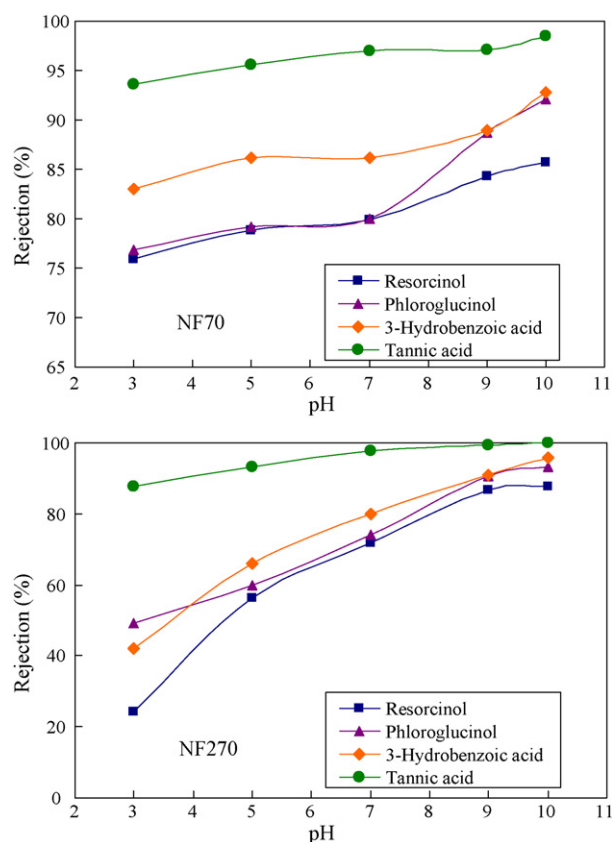 100
95
90
85
80
75
70
65
Rejection (%)
NF70
Resorcinol
Phloroglucinol
3-Hydrobenzoic acid
Tannic acid
2 3 4 5 6 7 8 9 10 11
pH
100
80
60
40
20
0
Rejection (%)
NF270
Resorcinol
Phloroglucinol
3-Hydrobenzoic acid
Tannic acid
2 3 4 5 6 7 8 9 10 11
pH